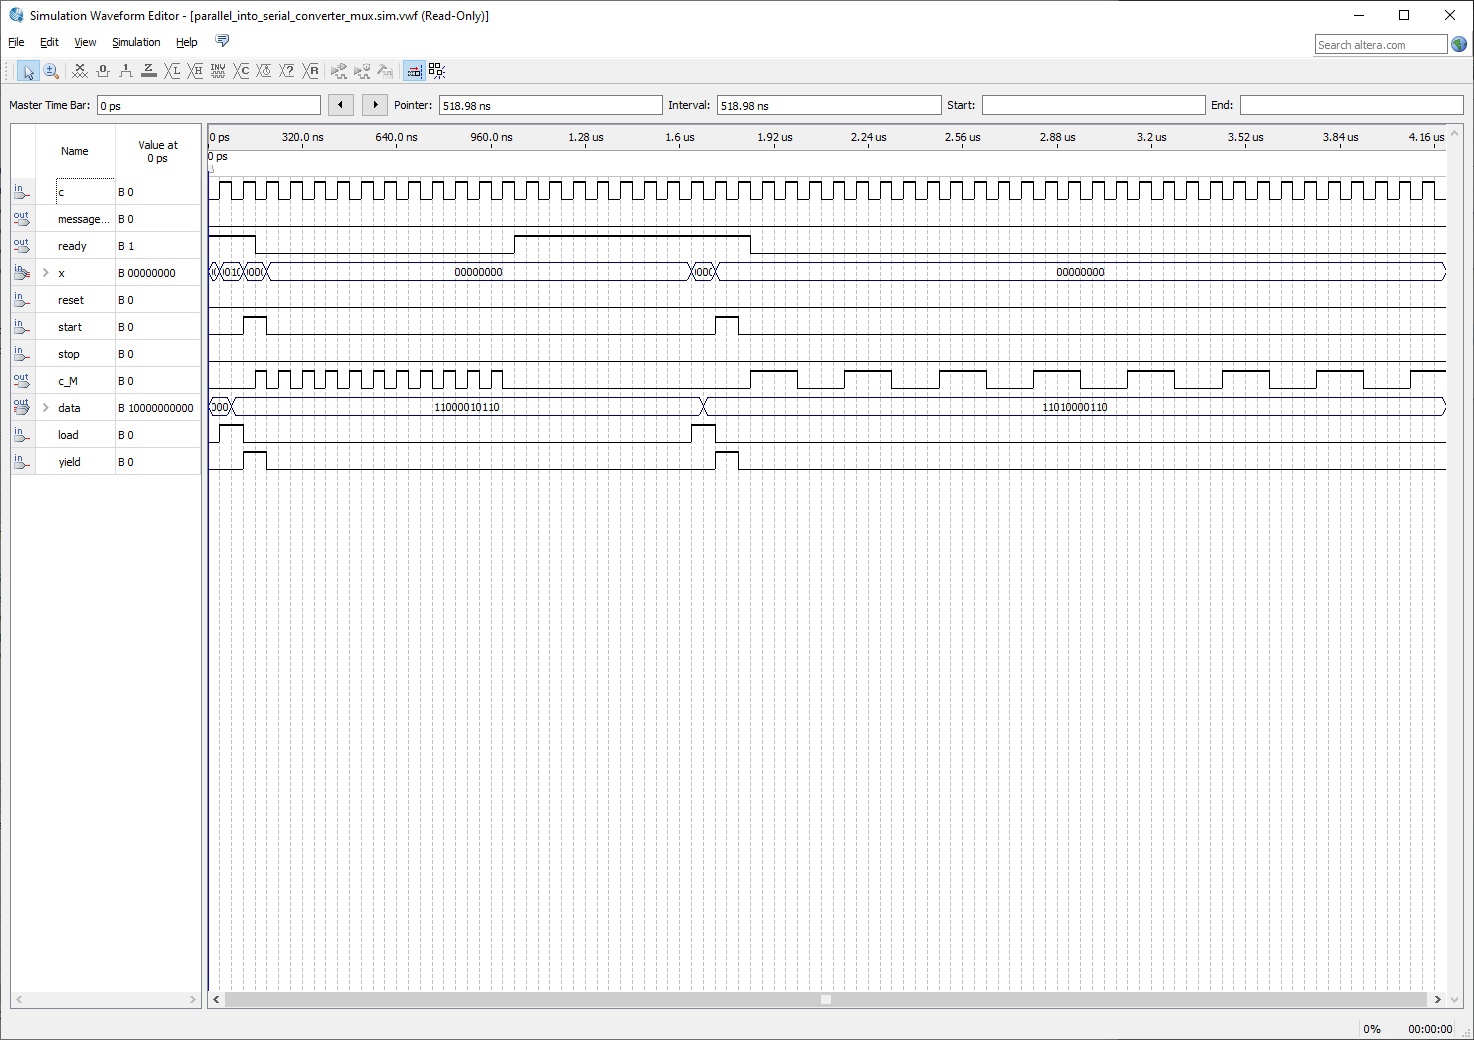 Simulation Waveform Editor - [parallel_into_serial_converter_mux.sim.vwf (Read-Only)]
File Edit View Simulation Help
Search altera.com
Master Time Bar: 0 ps Pointer: 518.98 ns Interval: 518.98 ns Start: End:
Name Value at 0 ps
0 ps 320.0 ns 640.0 ns 960.0 ns 1.28 us 1.6 us 1.92 us 2.24 us 2.56 us 2.88 us 3.2 us 3.52 us 3.84 us 4.16 us
0 ps
in c B 0
out message... B 0
out ready B 1
in x B 00000000 00000000 00000000
in reset B 0
in start B 0
in stop B 0
out c_M B 0
out data B 10000000000 11000010110 11010000110
in load B 0
in yield B 0
0% 00:00:00